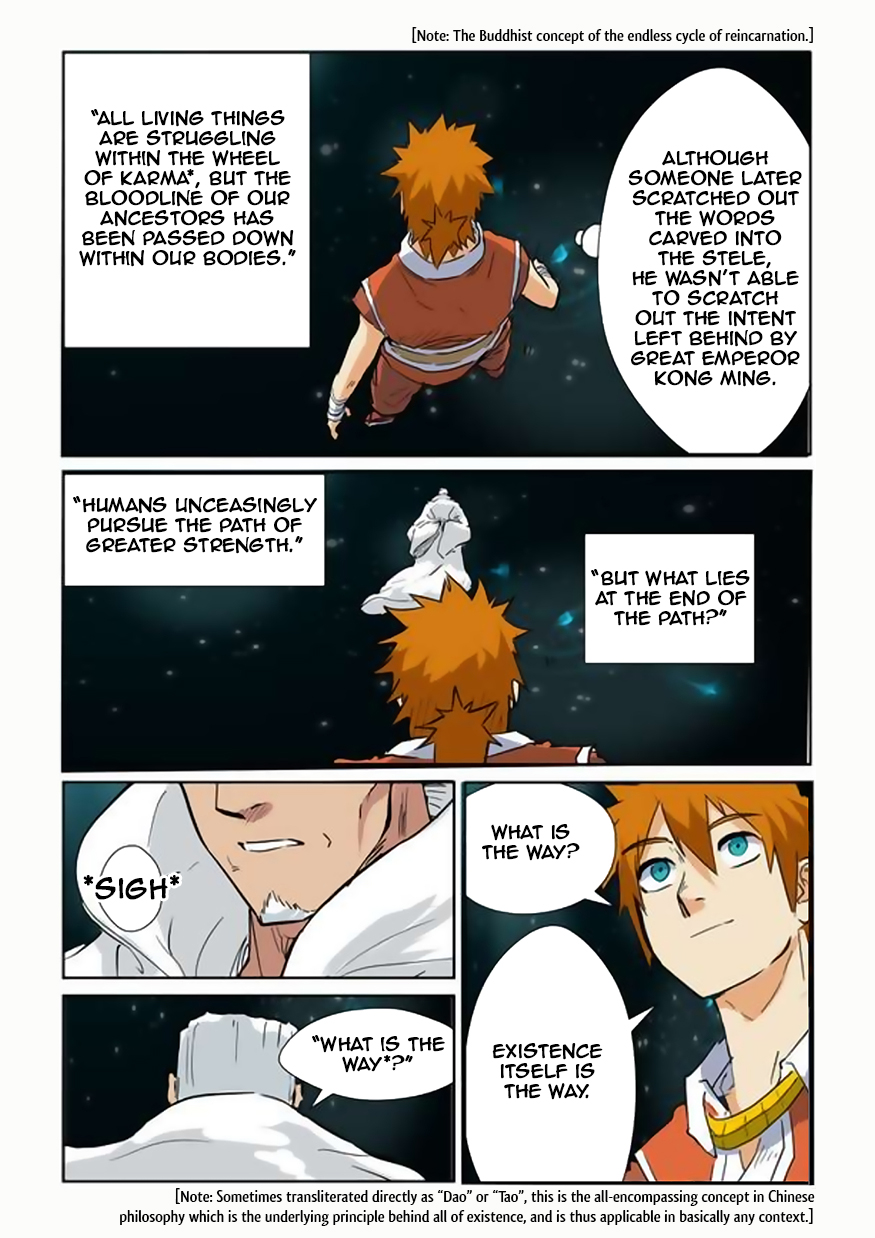 [Note: The Buddhist concept of the endless cycle of reincarnation.]
"ALL LIVING THINGS
ARE STRUGGLING
WITHIN THE WHEEL
OF KARMA*, BUT THE
BLOODLINE OF OUR
ANCESTORS HAS
BEEN PASSED DOWN
WITHIN OUR BODIES."
ALTHOUGH
SOMEONE LATER
SCRATCHED OUT
THE WORDS
CARVED INTO
THE STELE,
HE WASN'T ABLE
TO SCRATCH
OUT THE INTENT
LEFT BEHIND BY
GREAT EMPEROR
KONG MING.
"HUMANS UNCEASINGLY
PURSUE THE PATH OF
GREATER STRENGTH."
"BUT WHAT LIES
AT THE END OF
THE PATH?"
*SIGH*
"WHAT IS THE
WAY*?"
WHAT IS
THE WAY?
EXISTENCE
ITSELF IS
THE WAY.
[Note: Sometimes transliterated directly as "Dao" or "Tao", this is the all-encompassing concept in Chinese
philosophy which is the underlying principle behind all of existence, and is thus applicable in basically any context.]